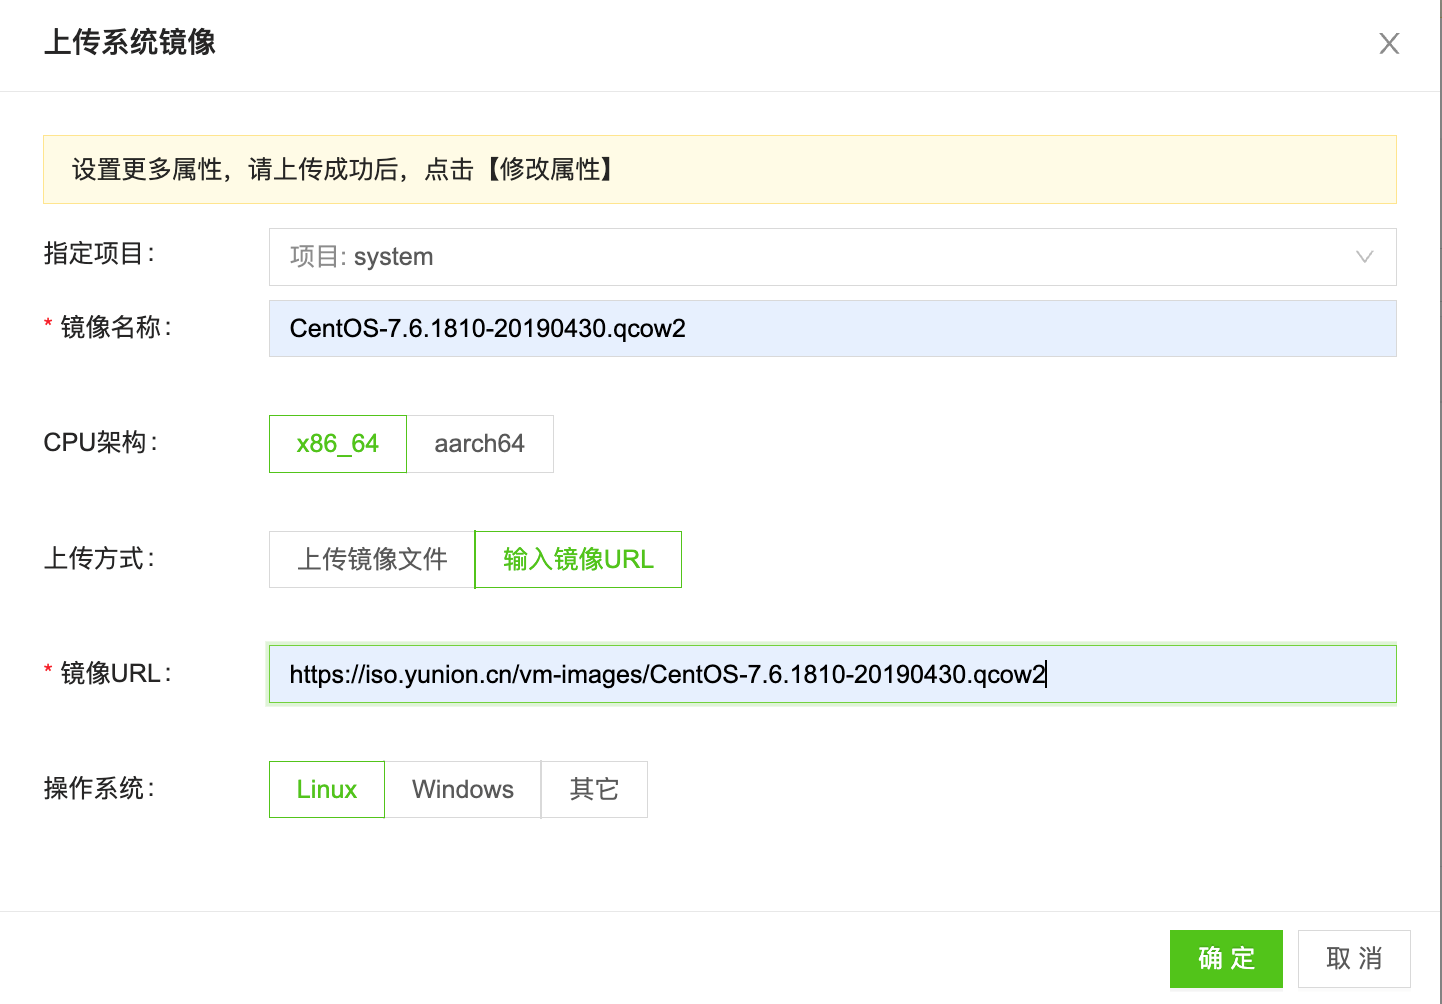 上传系统镜像
设置更多属性，请上传成功后，点击【修改属性】
指定项目：
项目: system
* 镜像名称：
CentOS-7.6.1810-20190430.qcow2
CPU架构：
x86_64 aarch64
上传方式：
上传镜像文件 输入镜像URL
* 镜像URL：
https://iso.yunion.cn/vm-images/CentOS-7.6.1810-20190430.qcow2
操作系统：
Linux Windows 其它
确 定 取 消